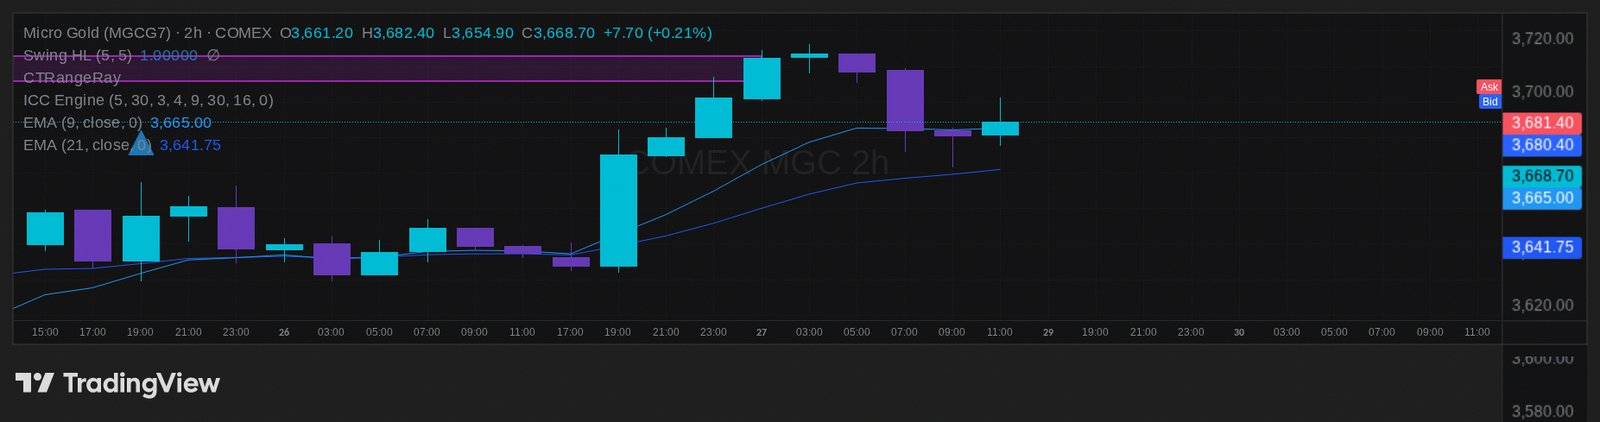 Micro Gold (MGCG7) · 2h · COMEX O3,661.20 H3,682.40 L3,654.90 C3,668.70 +7.70 (+0.21%)
Swing HL (5, 5) 1.00000 ∅
CTRangeRay
ICC Engine (5, 30, 3, 4, 9, 30, 16, 0)
EMA (9, close, 0) 3,665.00
EMA (21, close, 0) 3,641.75
COMEX MGC 2h
3,720.00
Ask
3,700.00
Bid
3,681.40
3,680.40
3,668.70
3,665.00
3,641.75
3,620.00
15:00 17:00 19:00 21:00 23:00 26 03:00 05:00 07:00 09:00 11:00 17:00 19:00 21:00 23:00 27 03:00 05:00 07:00 09:00 11:00 29 19:00 21:00 23:00 30 03:00 05:00 07:00 09:00 11:00
3,600.00
TradingView
3,580.00